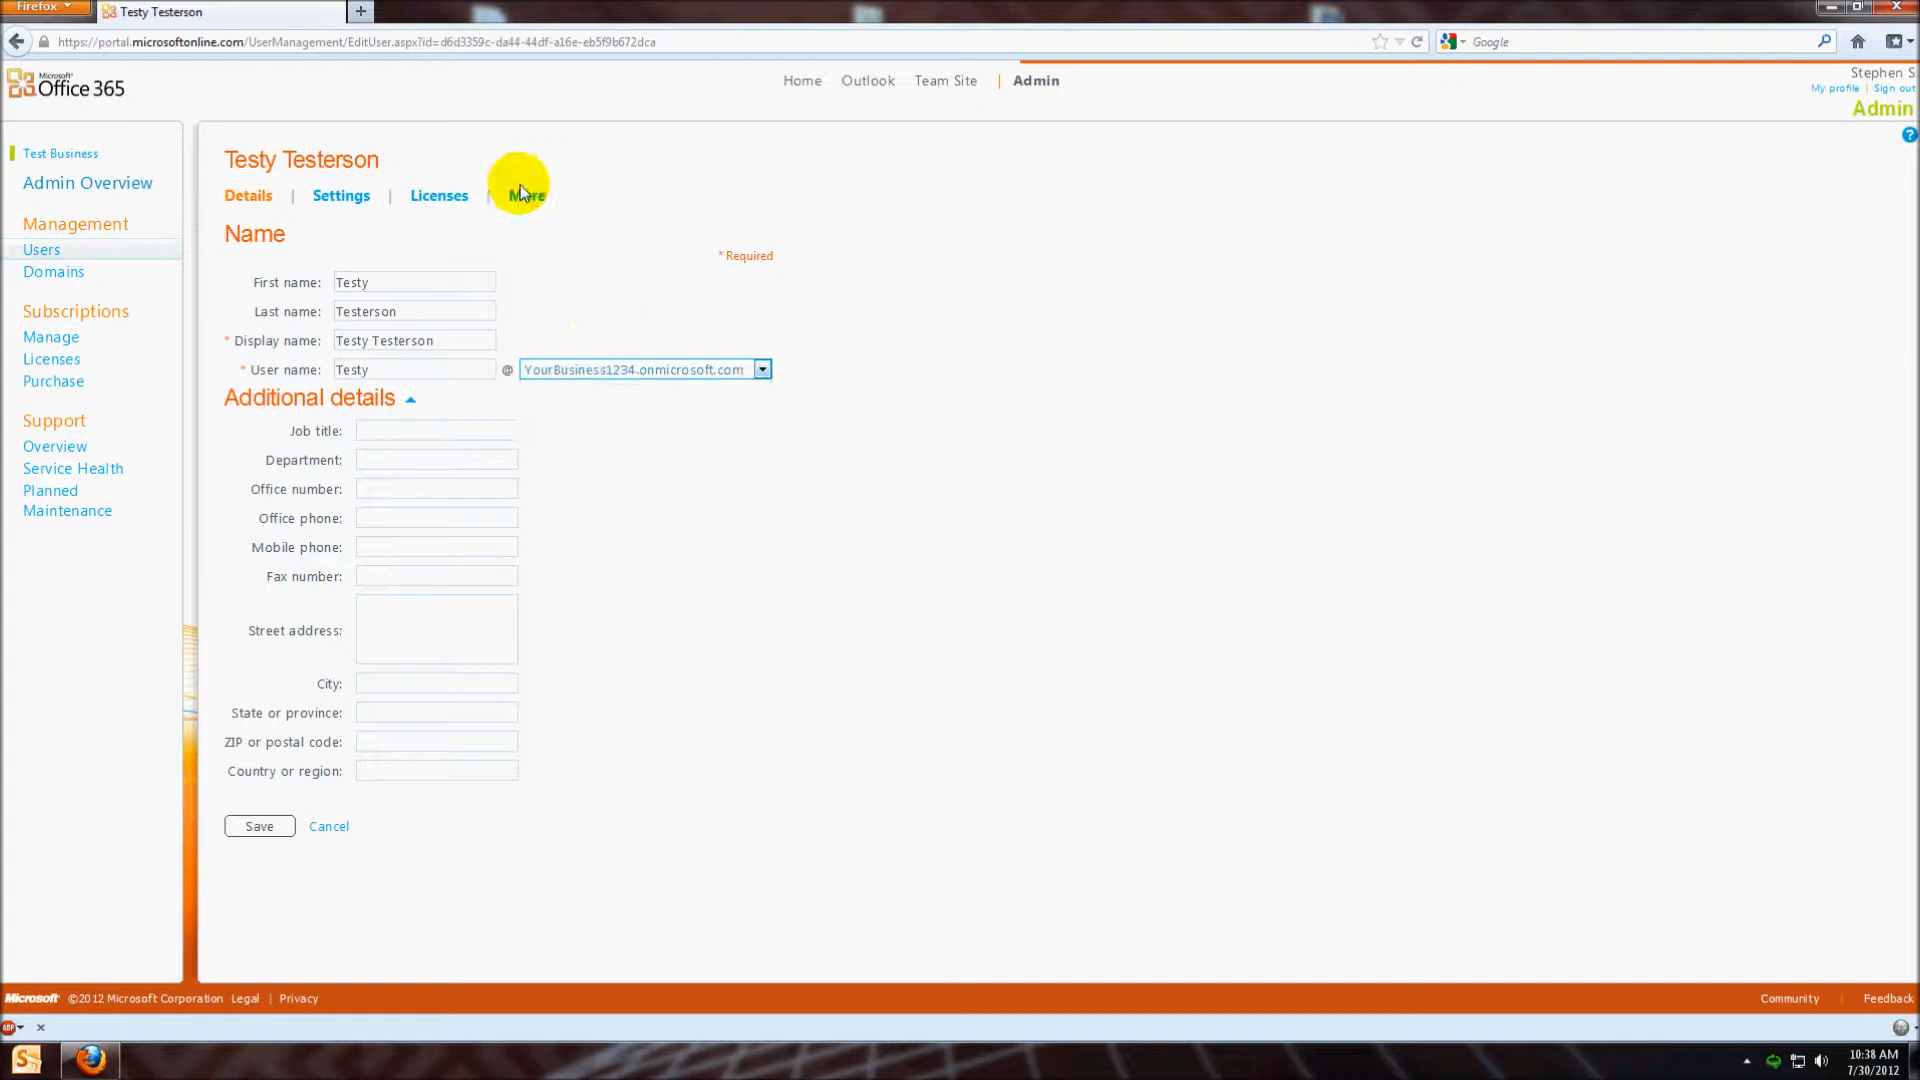 Firefox
Testy Testerson
https://portal.microsoftonline.com/UserManagement/EditUser.aspx?id=d6d3359c-da44-44df-a16e-eb5f9b672dca
Google
Microsoft
Office 365
Home
Outlook
Team Site
|
Admin
Stephen S
My profile | Sign out
Admin
Test Business
Admin Overview
Management
Users
Domains
Subscriptions
Manage
Licenses
Purchase
Support
Overview
Service Health
Planned
Maintenance
Testy Testerson
Details | Settings | Licenses | More
Name
* Required
First name: Testy
Last name: Testerson
* Display name: Testy Testerson
* User name: Testy @ YourBusiness1234.onmicrosoft.com
Additional details
Job title:
Department:
Office number:
Office phone:
Mobile phone:
Fax number:
Street address:
City:
State or province:
ZIP or postal code:
Country or region:
Save Cancel
Microsoft ©2012 Microsoft Corporation Legal | Privacy
Community | Feedback
ABP
S
10:38 AM
7/30/2012